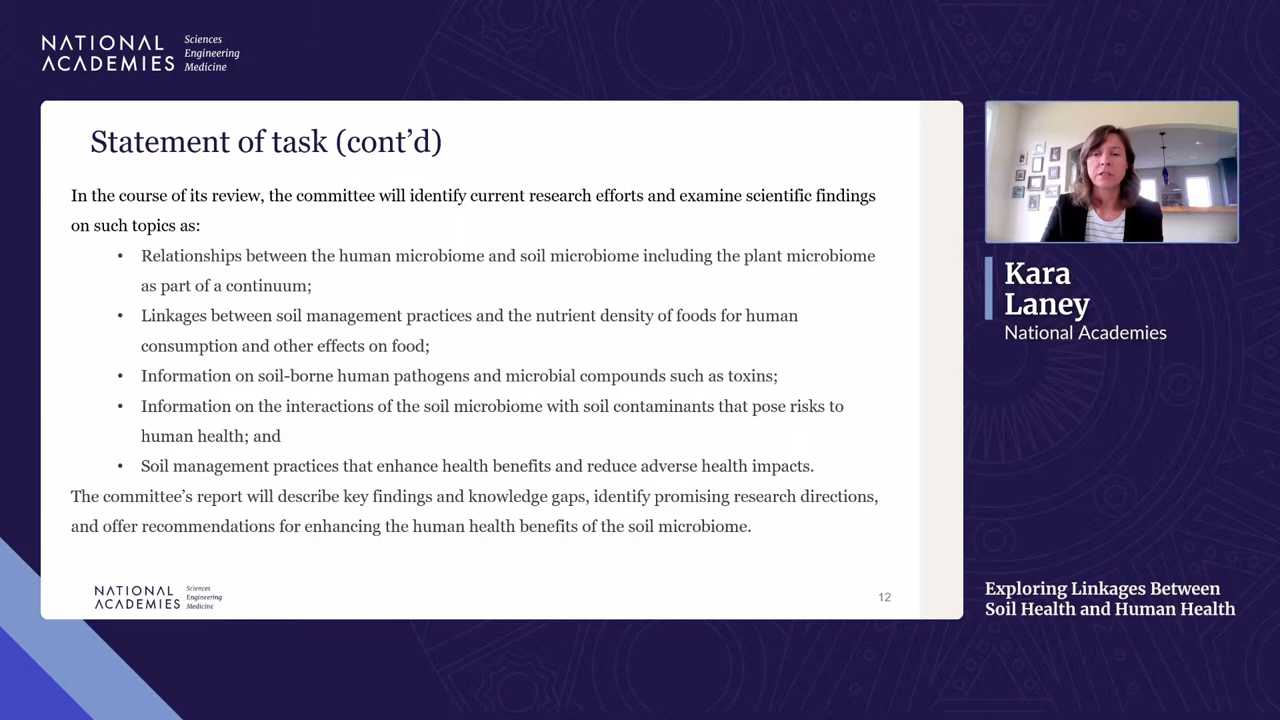 NATIONAL
ACADEMIES
Sciences
Engineering
Medicine
Statement of task (cont’d)
In the course of its review, the committee will identify current research efforts and examine scientific findings
on such topics as:
• Relationships between the human microbiome and soil microbiome including the plant microbiome
as part of a continuum;
• Linkages between soil management practices and the nutrient density of foods for human
consumption and other effects on food;
• Information on soil-borne human pathogens and microbial compounds such as toxins;
• Information on the interactions of the soil microbiome with soil contaminants that pose risks to
human health; and
• Soil management practices that enhance health benefits and reduce adverse health impacts.
The committee’s report will describe key findings and knowledge gaps, identify promising research directions,
and offer recommendations for enhancing the human health benefits of the soil microbiome.
NATIONAL
ACADEMIES
Sciences
Engineering
Medicine
12
Kara
Laney
National Academies
Exploring Linkages Between
Soil Health and Human Health